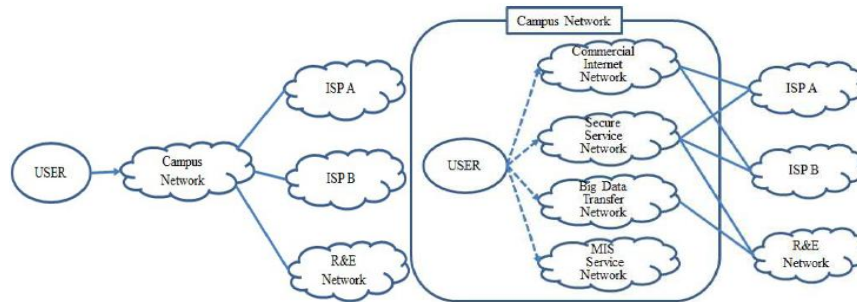 USER
Campus
Network
ISP A
ISP B
R&E
Network
Campus Network
USER
Commercial
Internet
Network
Secure
Service
Network
Big Data
Transfer
Network
MIS
Service
Network
ISP A
ISP B
R&E
Network